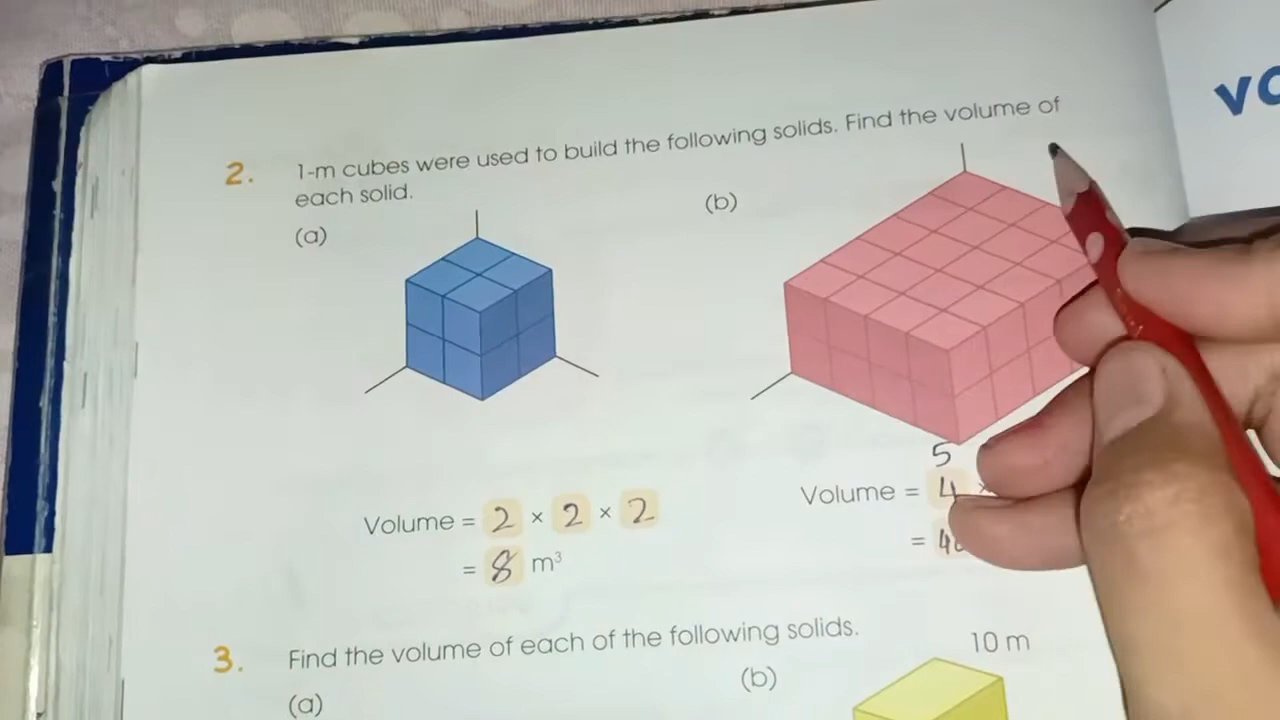 2. 1-m cubes were used to build the following solids. Find the volume of
each solid.
(a)
(b)
Volume = 2 × 2 × 2
= 8 m³
5
Volume = 4 ×
= 4
3. Find the volume of each of the following solids.
(a)
(b)
10 m